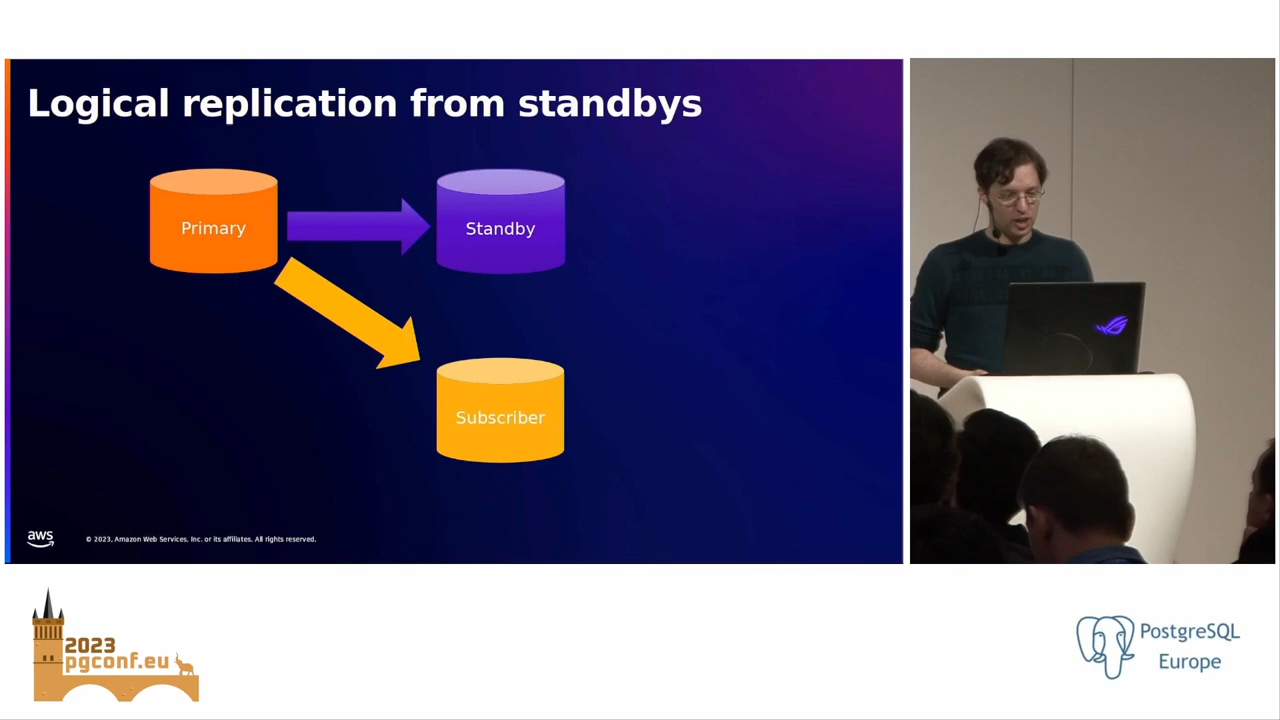 Logical replication from standbys
Primary
Standby
Subscriber
aws
© 2023, Amazon Web Services, Inc. or its affiliates. All rights reserved.
2023
pgconf.eu
PostgreSQL
Europe